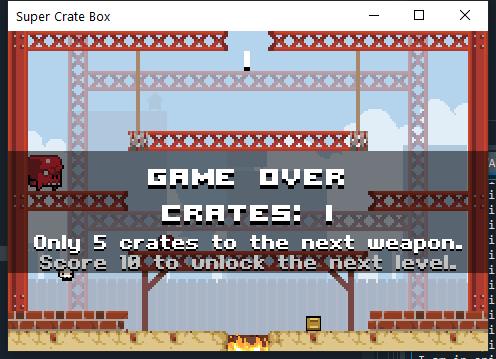 Super Crate Box
GAME OVER
CRATES: 1
Only 5 crates to the next weapon.
Score 10 to unlock the next level.